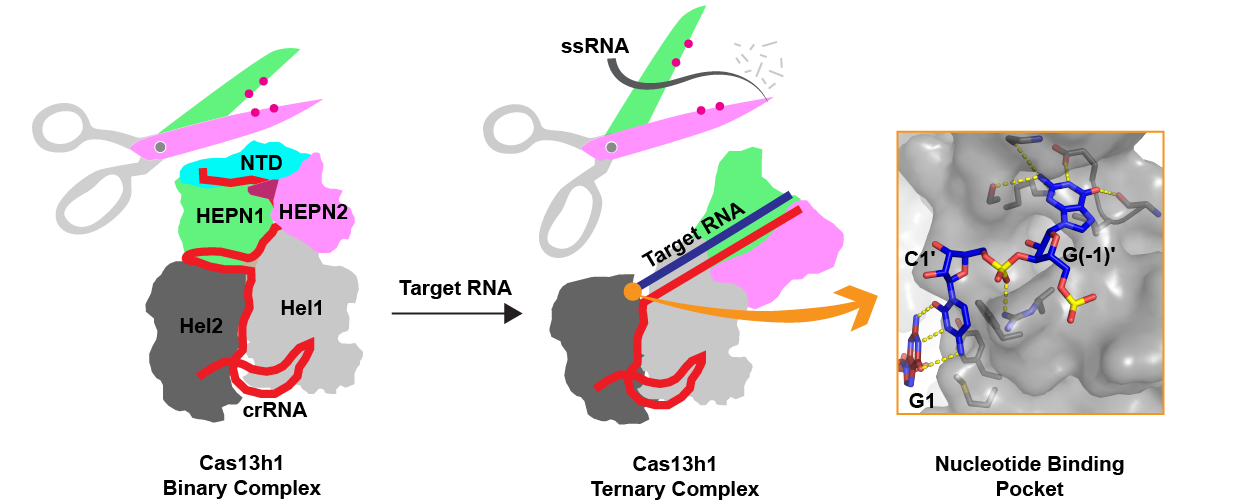 ssRNA
NTD
HEPN1
HEPN2
Hel1
Hel2
crRNA
Cas13h1
Binary Complex
Target RNA
Target RNA
Cas13h1
Ternary Complex
C1'
G(-1)'
G1
Nucleotide Binding
Pocket